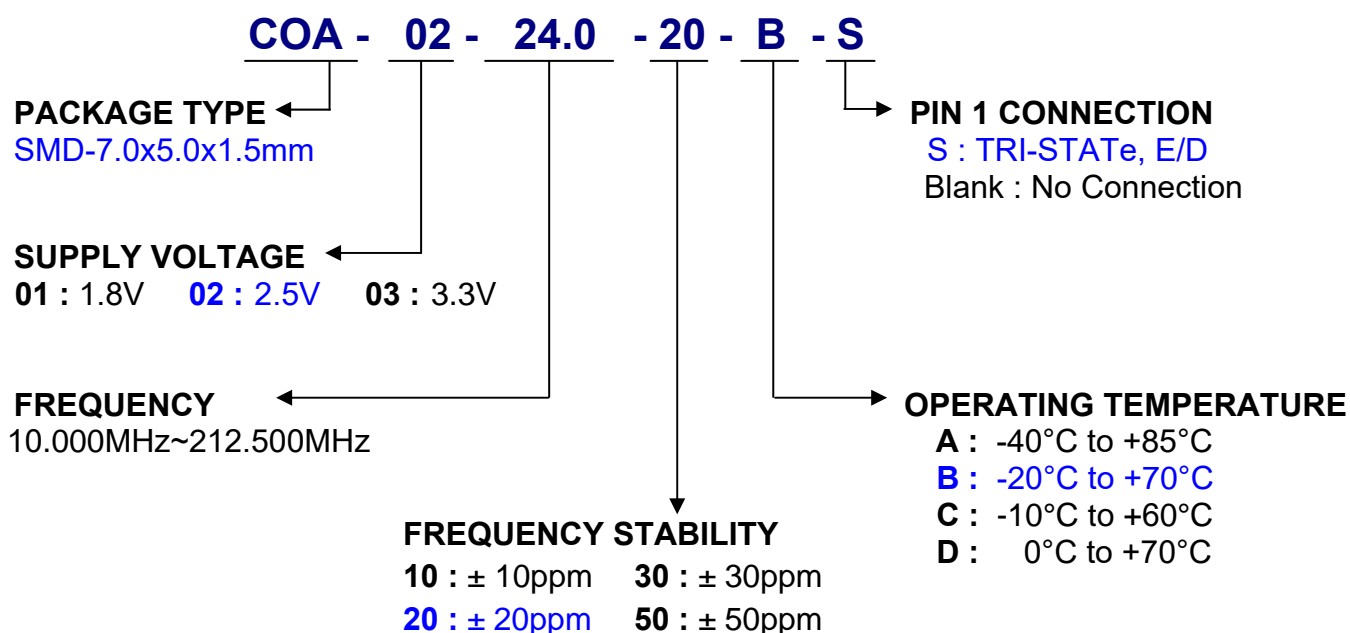 COA - 02 - 24.0 - 20 - B - S
PACKAGE TYPE
SMD-7.0x5.0x1.5mm
PIN 1 CONNECTION
S : TRI-STATe, E/D
Blank : No Connection
SUPPLY VOLTAGE
01 : 1.8V 02 : 2.5V 03 : 3.3V
FREQUENCY
10.000MHz~212.500MHz
OPERATING TEMPERATURE
A : -40°C to +85°C
B : -20°C to +70°C
C : -10°C to +60°C
D : 0°C to +70°C
FREQUENCY STABILITY
10 : ± 10ppm 30 : ± 30ppm
20 : ± 20ppm 50 : ± 50ppm